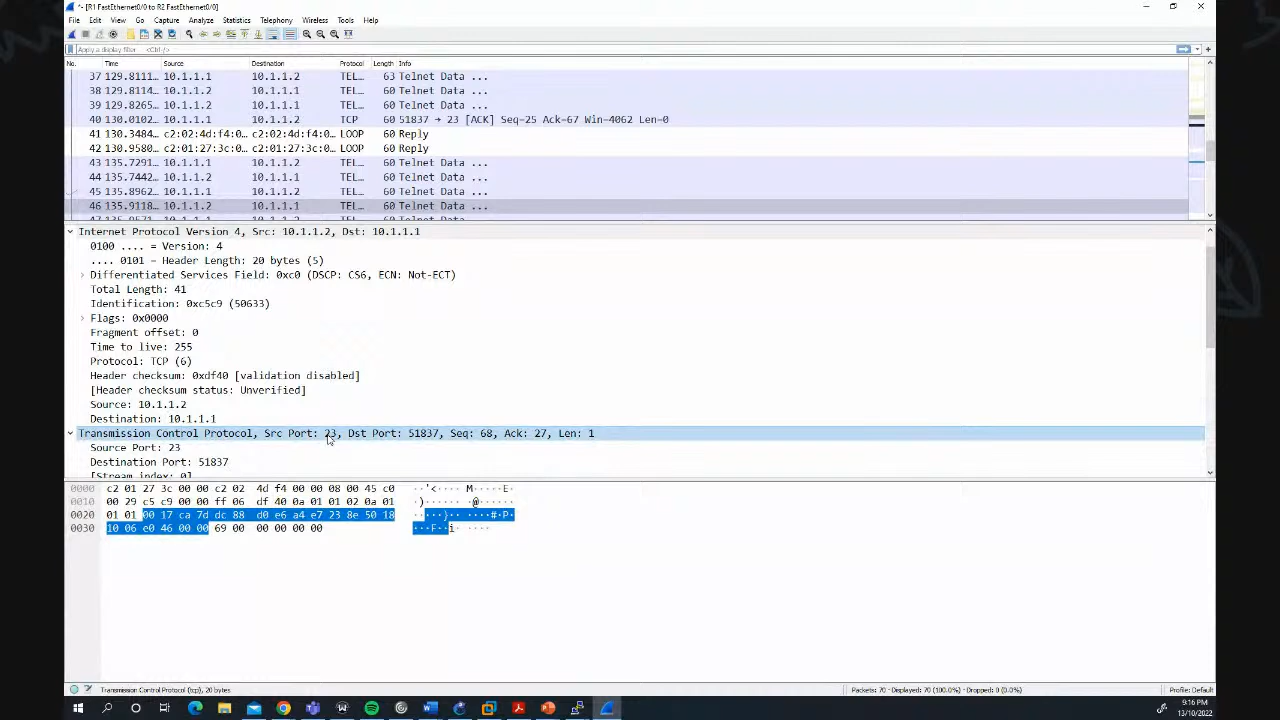 *- [R1 FastEthernet0/0 to R2 FastEthernet0/0]
File Edit View Go Capture Analyze Statistics Telephony Wireless Tools Help
Apply a display filter ... <Ctrl-/>
No. Time Source Destination Protocol Length Info
37 129.8111… 10.1.1.1 10.1.1.2 TEL… 63 Telnet Data ...
38 129.8114… 10.1.1.2 10.1.1.1 TEL… 60 Telnet Data ...
39 129.8265… 10.1.1.2 10.1.1.1 TEL… 60 Telnet Data ...
40 130.0102… 10.1.1.1 10.1.1.2 TCP 60 51837 → 23 [ACK] Seq=25 Ack=67 Win=4062 Len=0
41 130.3484… c2:02:4d:f4:0… c2:02:4d:f4:0… LOOP 60 Reply
42 130.9580… c2:01:27:3c:0… c2:01:27:3c:0… LOOP 60 Reply
43 135.7291… 10.1.1.1 10.1.1.2 TEL… 60 Telnet Data ...
44 135.7442… 10.1.1.2 10.1.1.1 TEL… 60 Telnet Data ...
45 135.8962… 10.1.1.1 10.1.1.2 TEL… 60 Telnet Data ...
46 135.9118… 10.1.1.2 10.1.1.1 TEL… 60 Telnet Data ...
Internet Protocol Version 4, Src: 10.1.1.2, Dst: 10.1.1.1
0100 .... = Version: 4
.... 0101 = Header Length: 20 bytes (5)
Differentiated Services Field: 0xc0 (DSCP: CS6, ECN: Not-ECT)
Total Length: 41
Identification: 0xc5c9 (50633)
Flags: 0x0000
Fragment offset: 0
Time to live: 255
Protocol: TCP (6)
Header checksum: 0xdf40 [validation disabled]
[Header checksum status: Unverified]
Source: 10.1.1.2
Destination: 10.1.1.1
Transmission Control Protocol, Src Port: 23, Dst Port: 51837, Seq: 68, Ack: 27, Len: 1
Source Port: 23
Destination Port: 51837
[Stream index: 0]
0000 c2 01 27 3c 00 00 c2 02 4d f4 00 00 08 00 45 c0 ··'<···· M·····E·
0010 00 29 c5 c9 00 00 ff 06 df 40 0a 01 01 02 0a 01 ·)······ ·@······
0020 01 01 00 17 ca 7d dc 88 d0 e6 a4 e7 23 8e 50 18 ·····}·· ····#·P·
0030 10 06 e0 46 00 00 69 00 00 00 00 00 ···F··i· ····
Transmission Control Protocol (tcp), 20 bytes
Packets: 70 · Displayed: 70 (100.0%) · Dropped: 0 (0.0%)
Profile: Default
9:16 PM
13/10/2022